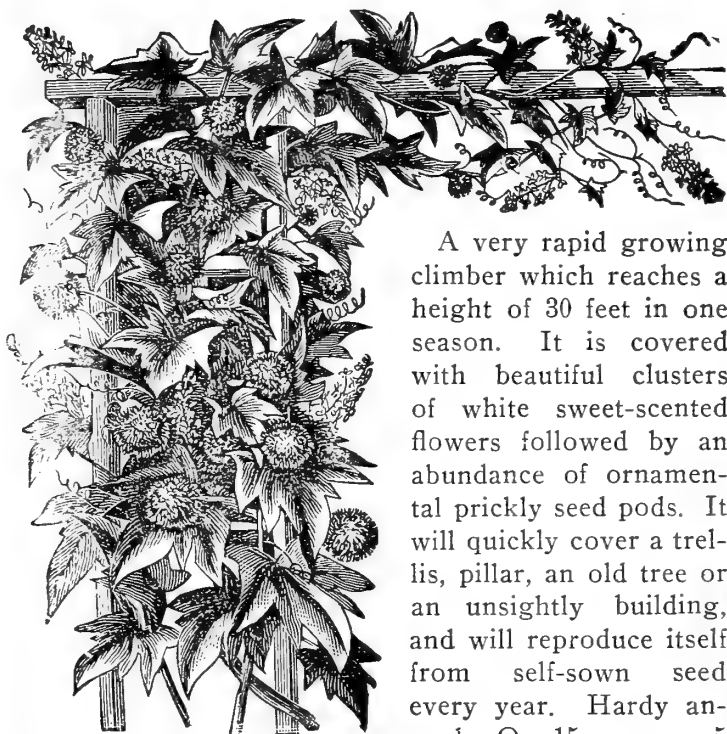 A very rapid growing
climber which reaches a
height of 30 feet in one
season. It is covered
with beautiful clusters
of white sweet-scented
flowers followed by an
abundance of ornamen-
tal prickly seed pods. It
will quickly cover a trel-
lis, pillar, an old tree or
an unsightly building,
and will reproduce itself
from self-sown seed
every year. Hardy an-